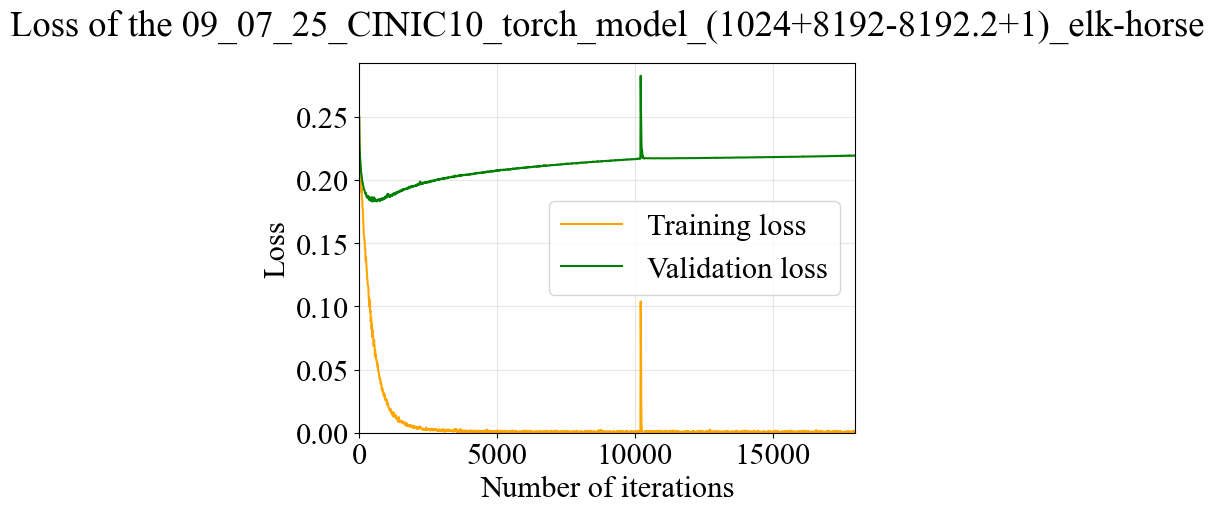 Loss of the 09_07_25_CINIC10_torch_model_(1024+8192-8192.2+1)_elk-horse
0.25
0.20
0.15
0.10
0.05
0.00
Loss
Training loss
Validation loss
0 5000 10000 15000
Number of iterations